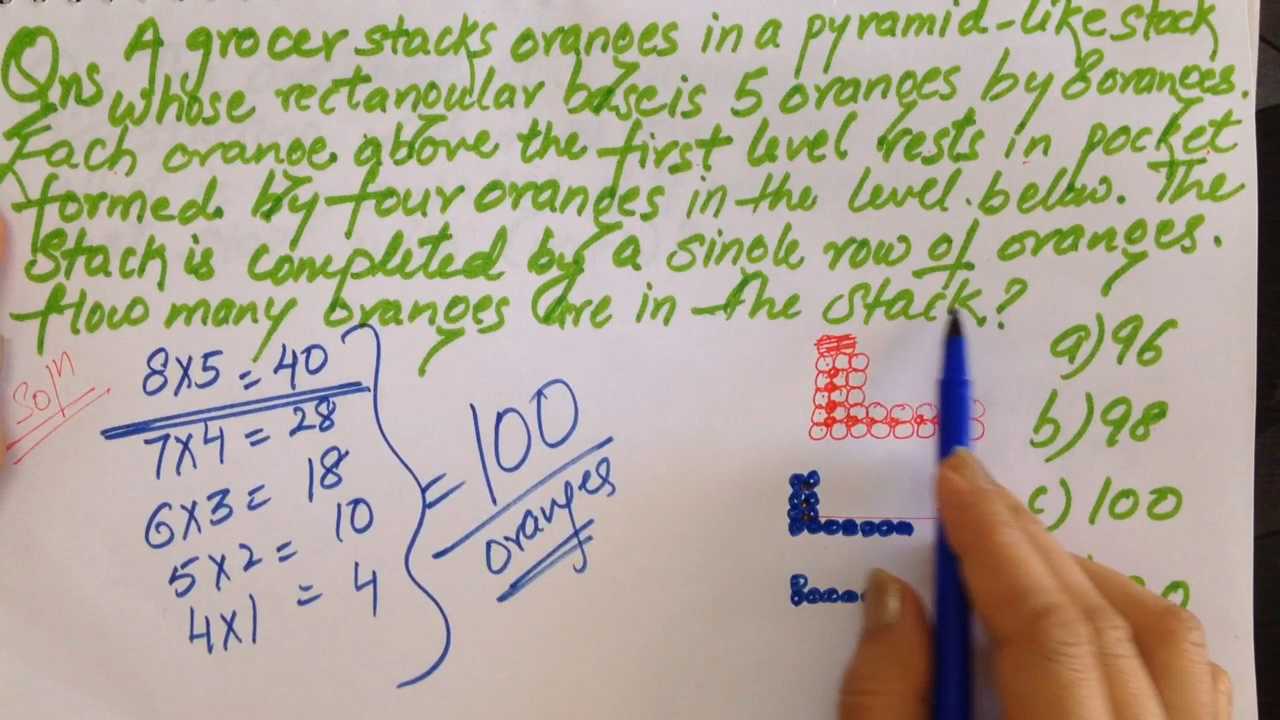 Qns A grocer stacks oranges in a pyramid-like stack
whose rectangular base is 5 oranges by 8 oranges.
Each orange above the first level rests in pocket
formed by four oranges in the level below. The
Stack is completed by a single row of oranges.
How many oranges are in the stack?
Soln
8x5 = 40
7x4 = 28
6x3 = 18
5x2 = 10
4x1 = 4
= 100
oranges
a) 96
b) 98
c) 100